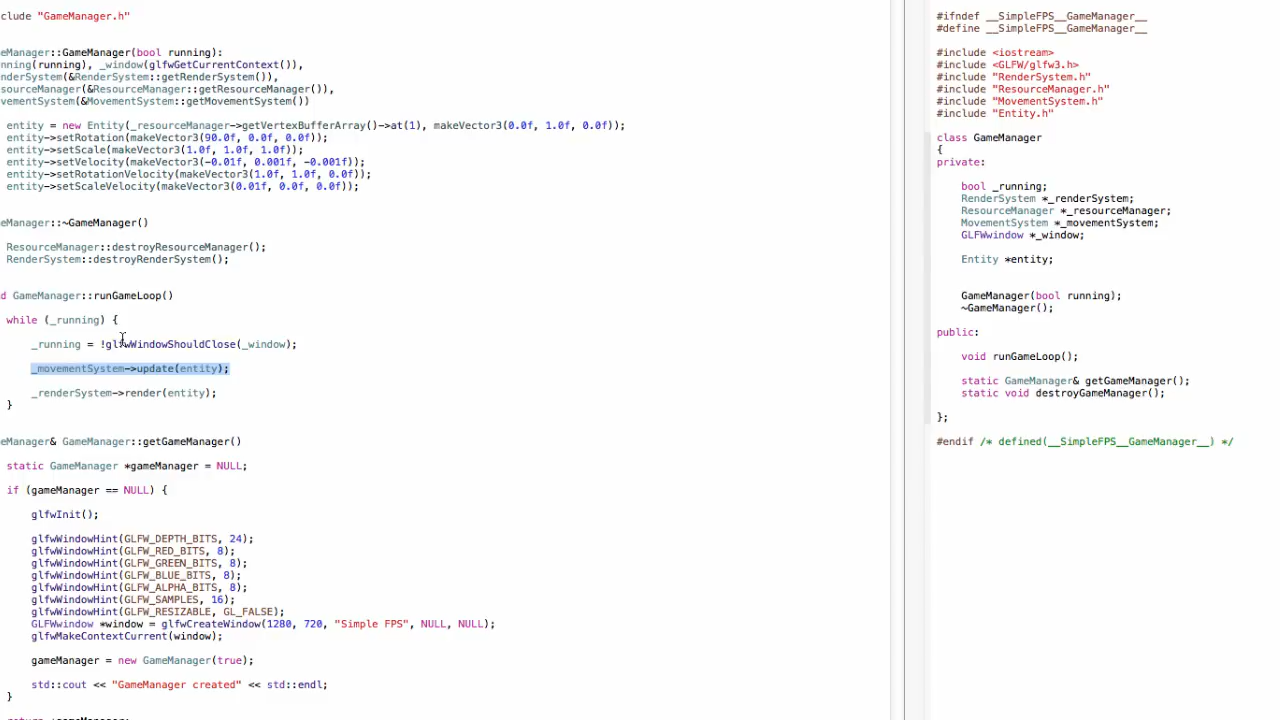 clude "GameManager.h"
eManager::GameManager(bool running):
nning(running), _window(glfwGetCurrentContext()),
nderSystem(&RenderSystem::getRenderSystem()),
sourceManager(&ResourceManager::getResourceManager()),
vementSystem(&MovementSystem::getMovementSystem())
entity = new Entity(_resourceManager->getVertexBufferArray()->at(1), makeVector3(0.0f, 1.0f, 0.0f));
entity->setRotation(makeVector3(90.0f, 0.0f, 0.0f));
entity->setScale(makeVector3(1.0f, 1.0f, 1.0f));
entity->setVelocity(makeVector3(-0.01f, 0.001f, -0.001f));
entity->setRotationVelocity(makeVector3(1.0f, 1.0f, 0.0f));
entity->setScaleVelocity(makeVector3(0.01f, 0.0f, 0.0f));
eManager::~GameManager()
ResourceManager::destroyResourceManager();
RenderSystem::destroyRenderSystem();
d GameManager::runGameLoop()
while (_running) {
_running = !glfwWindowShouldClose(_window);
_movementSystem->update(entity);
_renderSystem->render(entity);
}
eManager& GameManager::getGameManager()
static GameManager *gameManager = NULL;
if (gameManager == NULL) {
glfwInit();
glfwWindowHint(GLFW_DEPTH_BITS, 24);
glfwWindowHint(GLFW_RED_BITS, 8);
glfwWindowHint(GLFW_GREEN_BITS, 8);
glfwWindowHint(GLFW_BLUE_BITS, 8);
glfwWindowHint(GLFW_ALPHA_BITS, 8);
glfwWindowHint(GLFW_SAMPLES, 16);
glfwWindowHint(GLFW_RESIZABLE, GL_FALSE);
GLFWwindow *window = glfwCreateWindow(1280, 720, "Simple FPS", NULL, NULL);
glfwMakeContextCurrent(window);
gameManager = new GameManager(true);
std::cout << "GameManager created" << std::endl;
}
#ifndef __SimpleFPS__GameManager__
#define __SimpleFPS__GameManager__
#include <iostream>
#include <GLFW/glfw3.h>
#include "RenderSystem.h"
#include "ResourceManager.h"
#include "MovementSystem.h"
#include "Entity.h"
class GameManager
{
private:
bool _running;
RenderSystem *_renderSystem;
ResourceManager *_resourceManager;
MovementSystem *_movementSystem;
GLFWwindow *_window;
Entity *entity;
GameManager(bool running);
~GameManager();
public:
void runGameLoop();
static GameManager& getGameManager();
static void destroyGameManager();
};
#endif /* defined(__SimpleFPS__GameManager__) */